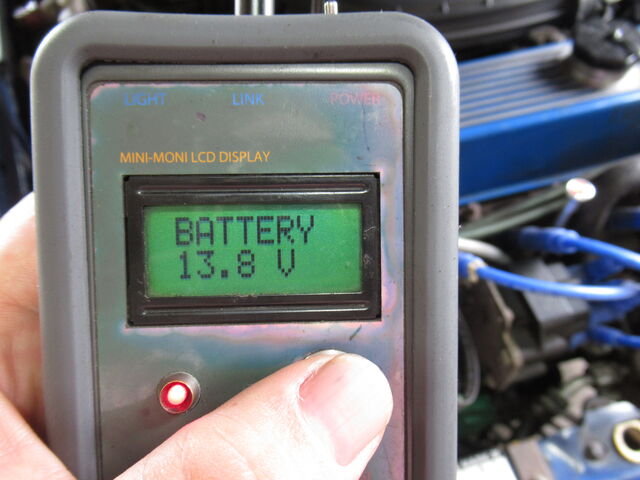 LIGHT LINK POWER
MINI-MONI LCD DISPLAY
BATTERY
13.8 V